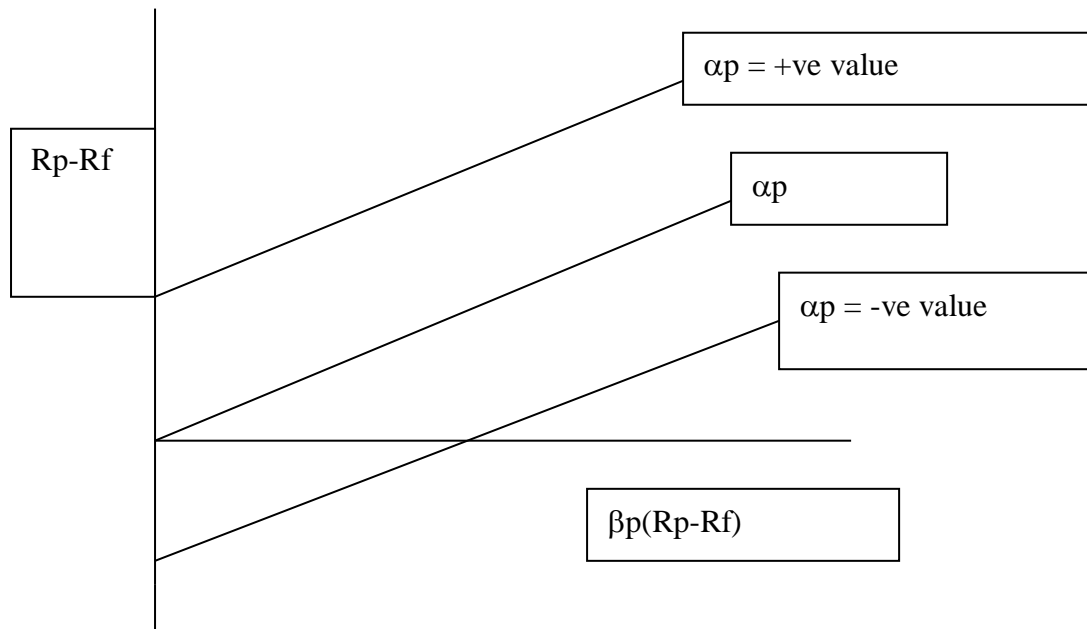 αp = +ve value
Rp-Rf
αp
αp = -ve value
βp(Rp-Rf)